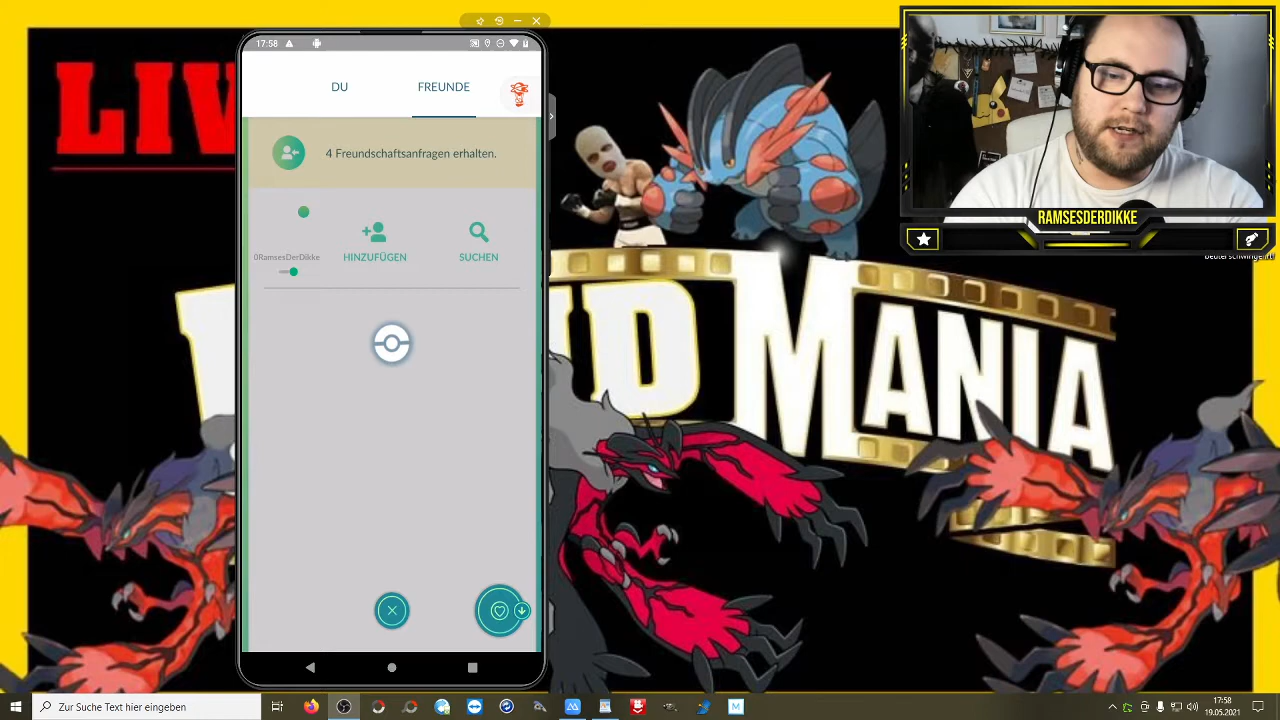 17:58
DU
FREUNDE
4 Freundschaftsanfragen erhalten.
0RamsesDerDikke
HINZUFÜGEN
SUCHEN
LIV
D MANIA
RAMSESDERDIKKE
Zur Suche Text hier eingeben
17:58
19.05.2021